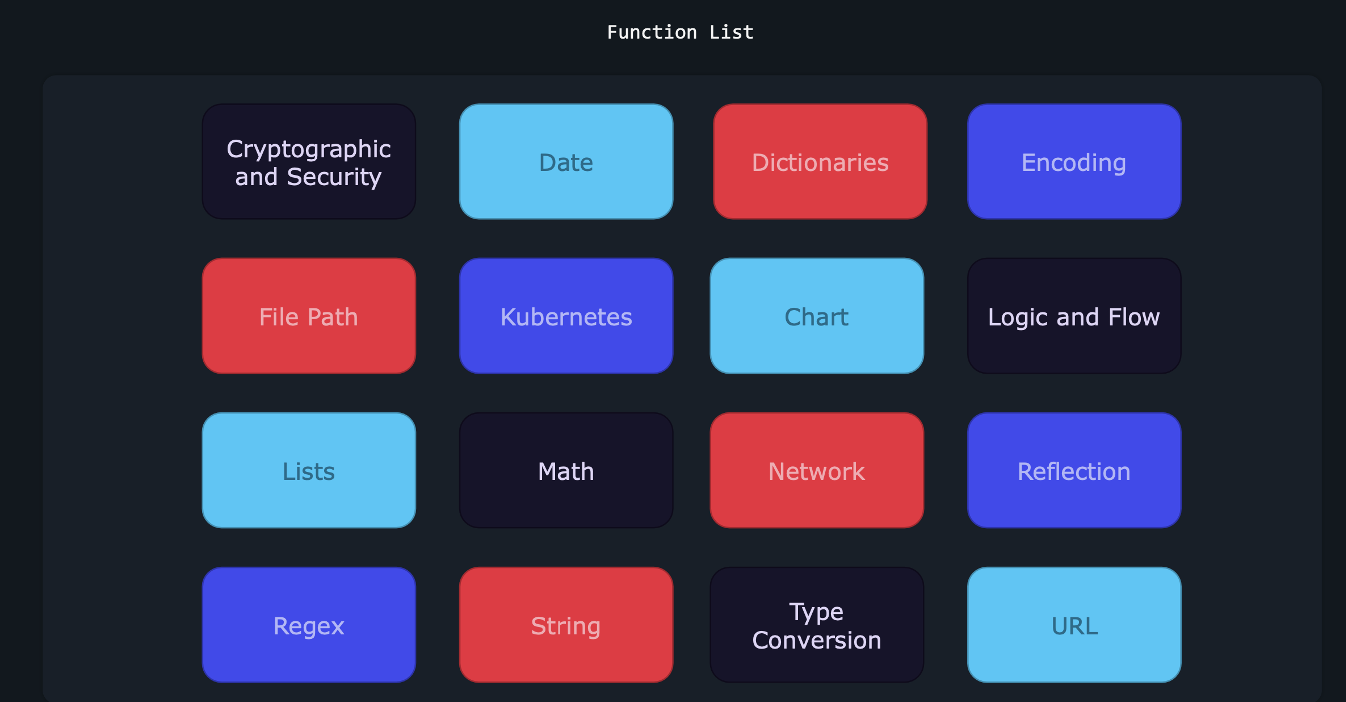 Function List
Cryptographic
and Security
Date
Dictionaries
Encoding
File Path
Kubernetes
Chart
Logic and Flow
Lists
Math
Network
Reflection
Regex
String
Type
Conversion
URL